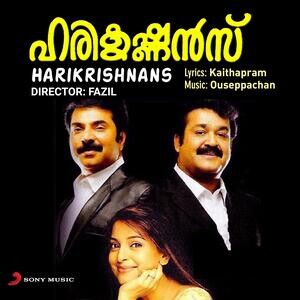 ഹരികൃഷ്ണൻസ്
HARIKRISHNANS
DIRECTOR: FAZIL
Lyrics: Kaithapram
Music: Ouseppachan
SONY MUSIC